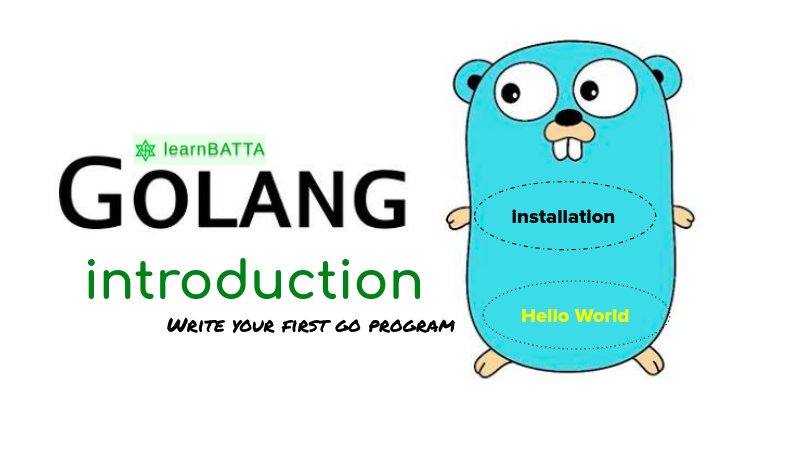 learnBATTA
GOLANG
introduction
Write your first go program
installation
Hello World